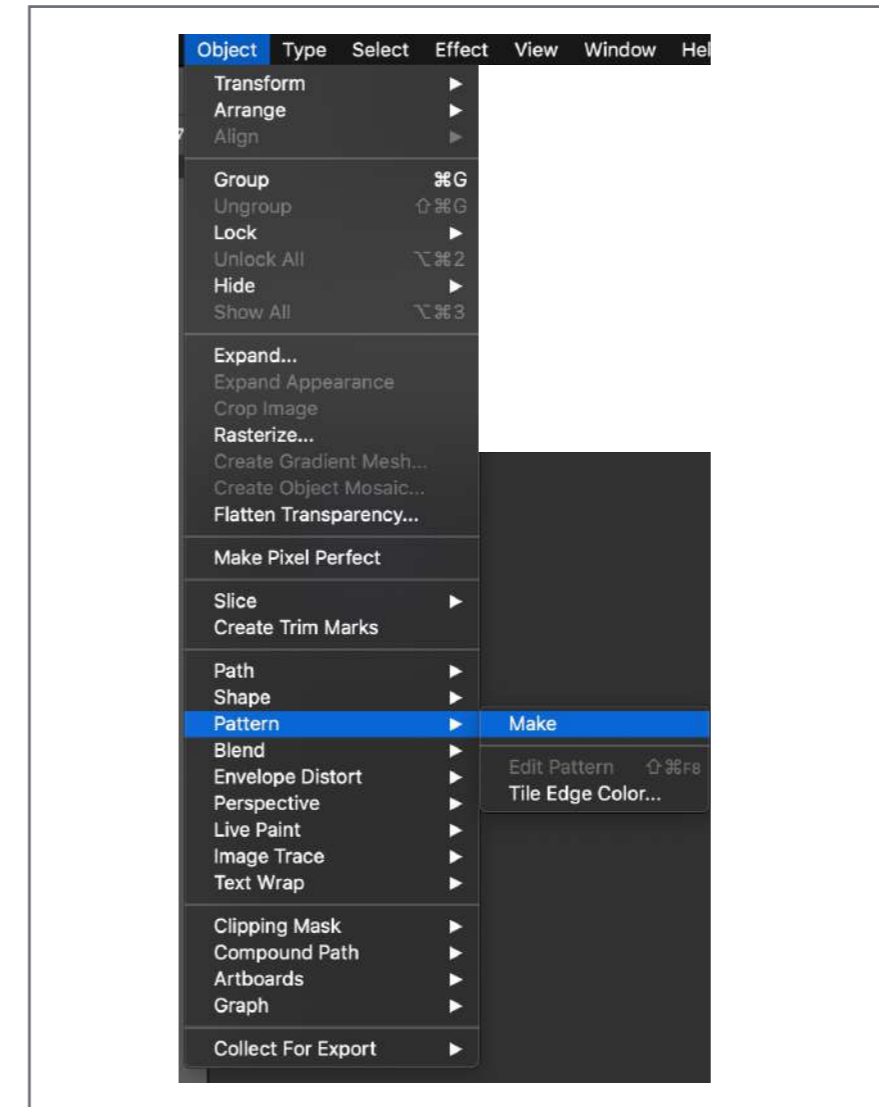 Object Type Select Effect View Window Hel
Transform ▶
Arrange ▶
7
Align ▶
Group ⌘G
Ungroup ⇧⌘G
Lock ▶
Unlock All ⌥⌘2
Hide ▶
Show All ⌥⌘3
Expand...
Expand Appearance
Crop Image
Rasterize...
Create Gradient Mesh...
Create Object Mosaic...
Flatten Transparency...
Make Pixel Perfect
Slice ▶
Create Trim Marks
Path ▶
Shape ▶
Pattern ▶ Make
Blend ▶
Envelope Distort ▶ Edit Pattern ⇧⌘F8
Perspective ▶ Tile Edge Color...
Live Paint ▶
Image Trace ▶
Text Wrap ▶
Clipping Mask ▶
Compound Path ▶
Artboards ▶
Graph ▶
Collect For Export ▶